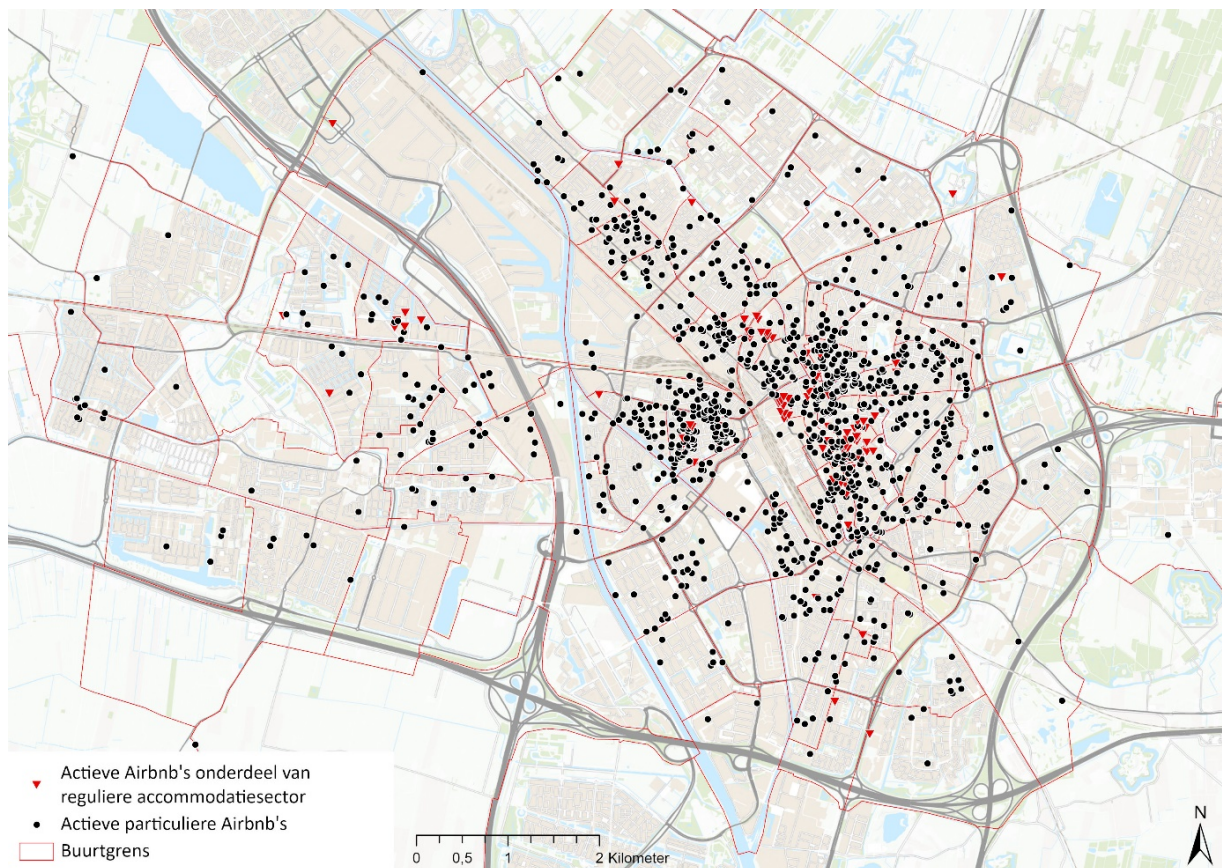 Actieve Airbnb's onderdeel van
reguliere accommodatiesector
Actieve particuliere Airbnb's
Buurtgrens
0 0,5 1 2 Kilometer
N